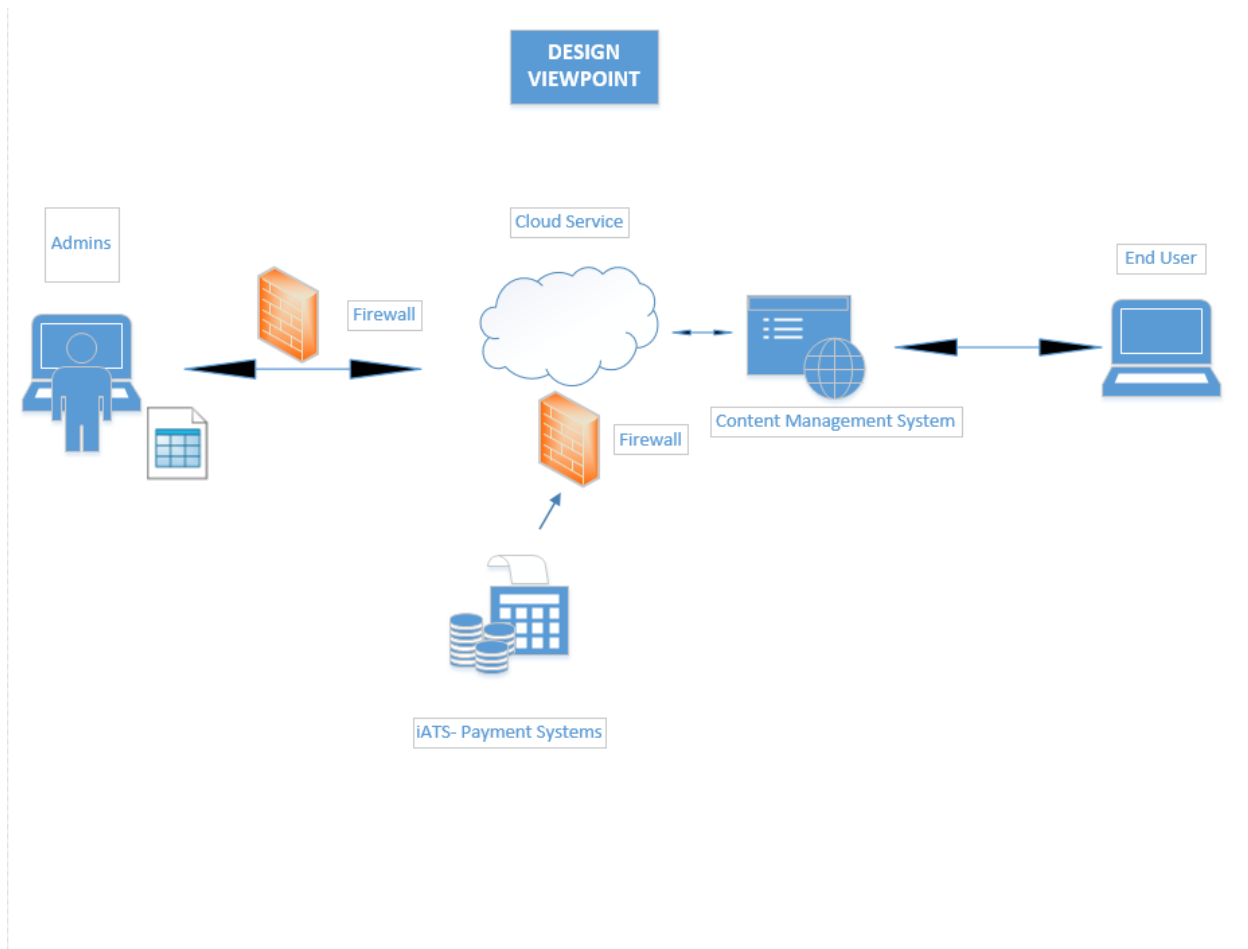 DESIGN
VIEWPOINT
Cloud Service
Admins
End User
Firewall
Content Management System
Firewall
iATS- Payment Systems